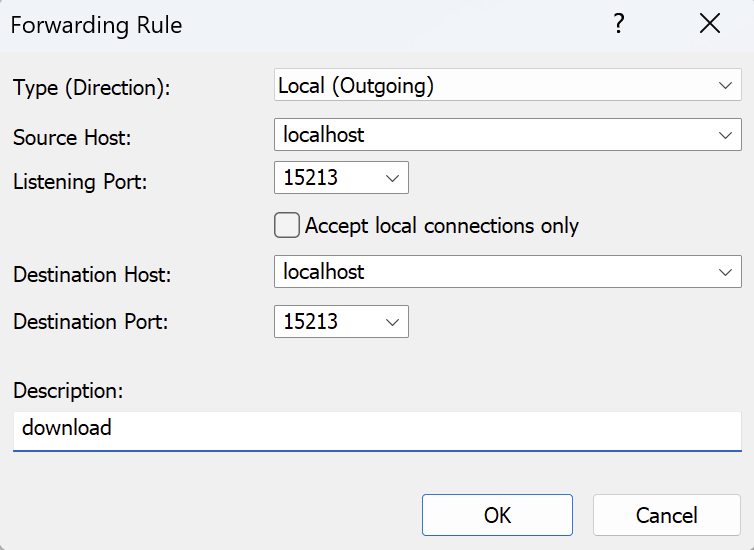 Forwarding Rule ?
Type (Direction): Local (Outgoing)
Source Host: localhost
Listening Port: 15213
Accept local connections only
Destination Host: localhost
Destination Port: 15213
Description:
download
OK Cancel